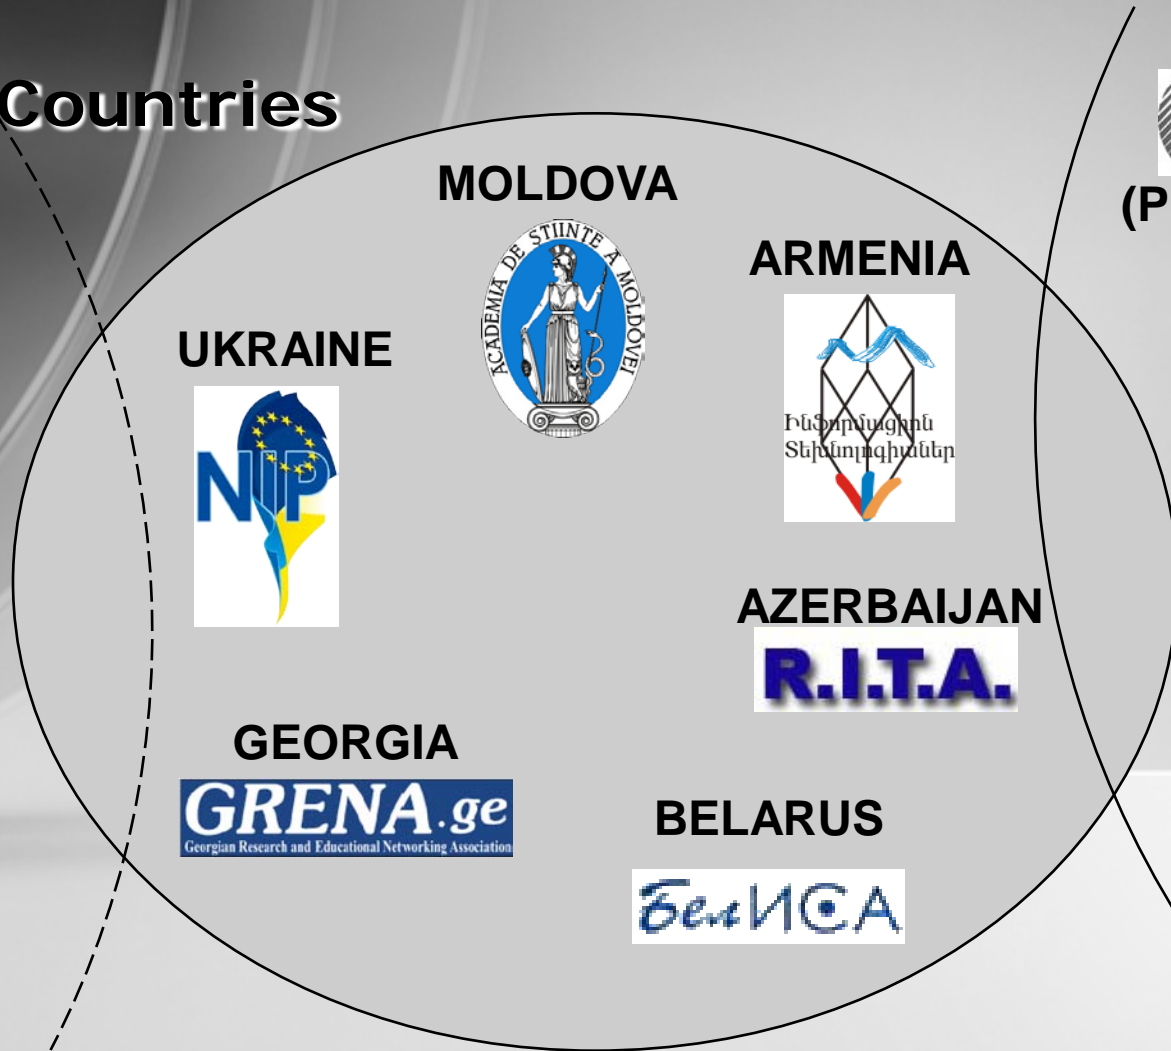 Countries
MOLDOVA
ACADEMIA DE ȘTIINȚE A MOLDOVEI
(P
ARMENIA
Ինֆորմացիոն
Տեխնոլոգիաներ
UKRAINE
NIP
AZERBAIJAN
R.I.T.A.
GEORGIA
GRENA.ge
Georgian Research and Educational Networking Association
BELARUS
БелИСА